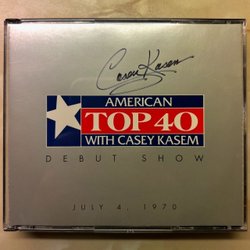 Casey Kasem
AMERICAN
TOP 40
WITH CASEY KASEM
DEBUT SHOW
JULY 4, 1970